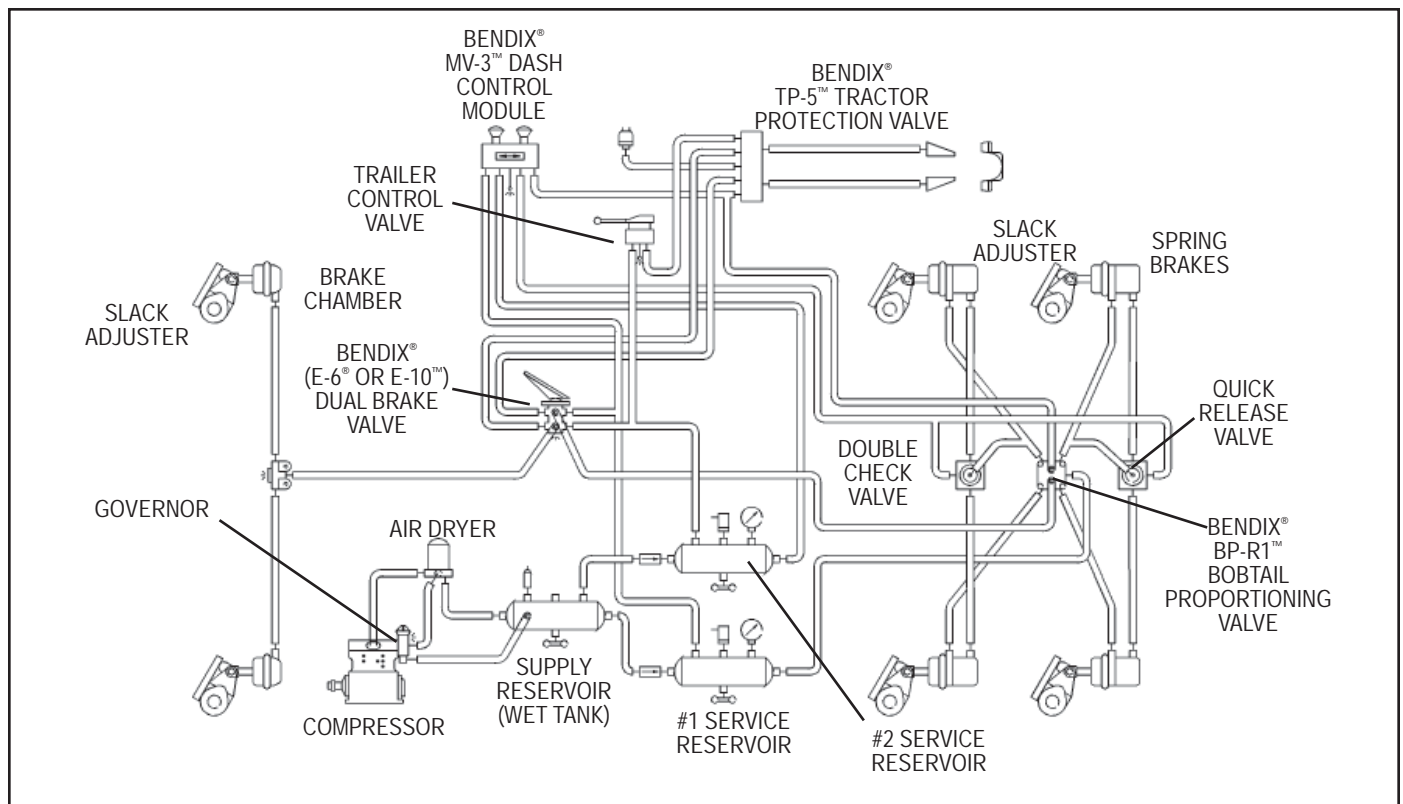 BENDIX®
MV-3™ DASH
CONTROL
MODULE
BENDIX®
TP-5™ TRACTOR
PROTECTION VALVE
TRAILER
CONTROL
VALVE
SLACK
ADJUSTER
SPRING
BRAKES
BRAKE
CHAMBER
SLACK
ADJUSTER
BENDIX®
(E-6® OR E-10™)
DUAL BRAKE
VALVE
QUICK
RELEASE
VALVE
DOUBLE
CHECK
VALVE
GOVERNOR
AIR DRYER
BENDIX®
BP-R1™
BOBTAIL
PROPORTIONING
VALVE
SUPPLY
RESERVOIR
(WET TANK)
COMPRESSOR
#1 SERVICE
RESERVOIR
#2 SERVICE
RESERVOIR